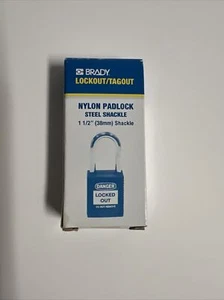 BRADY
LOCKOUT/TAGOUT
NYLON PADLOCK
STEEL SHACKLE
1 1/2" (38mm) Shackle
DANGER
LOCKED
OUT